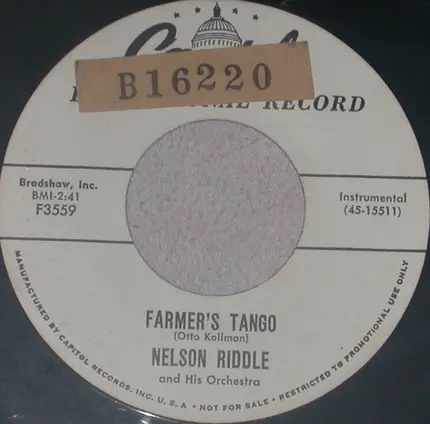 B16220
RECORD
Bradshaw, Inc.
BMI-2:41
F3559
Instrumental
(45-15511)
FARMER'S TANGO
(Otto Kollman)
NELSON RIDDLE
and His Orchestra
MANUFACTURED BY CAPITOL RECORDS, INC. U.S.A • NOT FOR SALE • RESTRICTED TO PROMOTIONAL USE ONLY